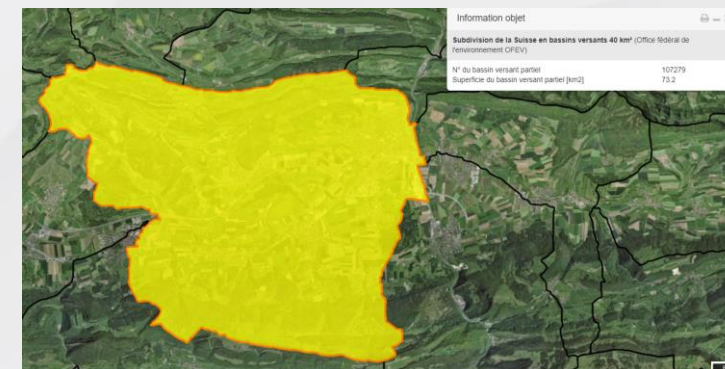 Information objet
Subdivision de la Suisse en bassins versants 40 km² (Office fédéral de
l'environnement OFEV)
N° du bassin versant partiel 107279
Superficie du bassin versant partiel [km2] 73.2